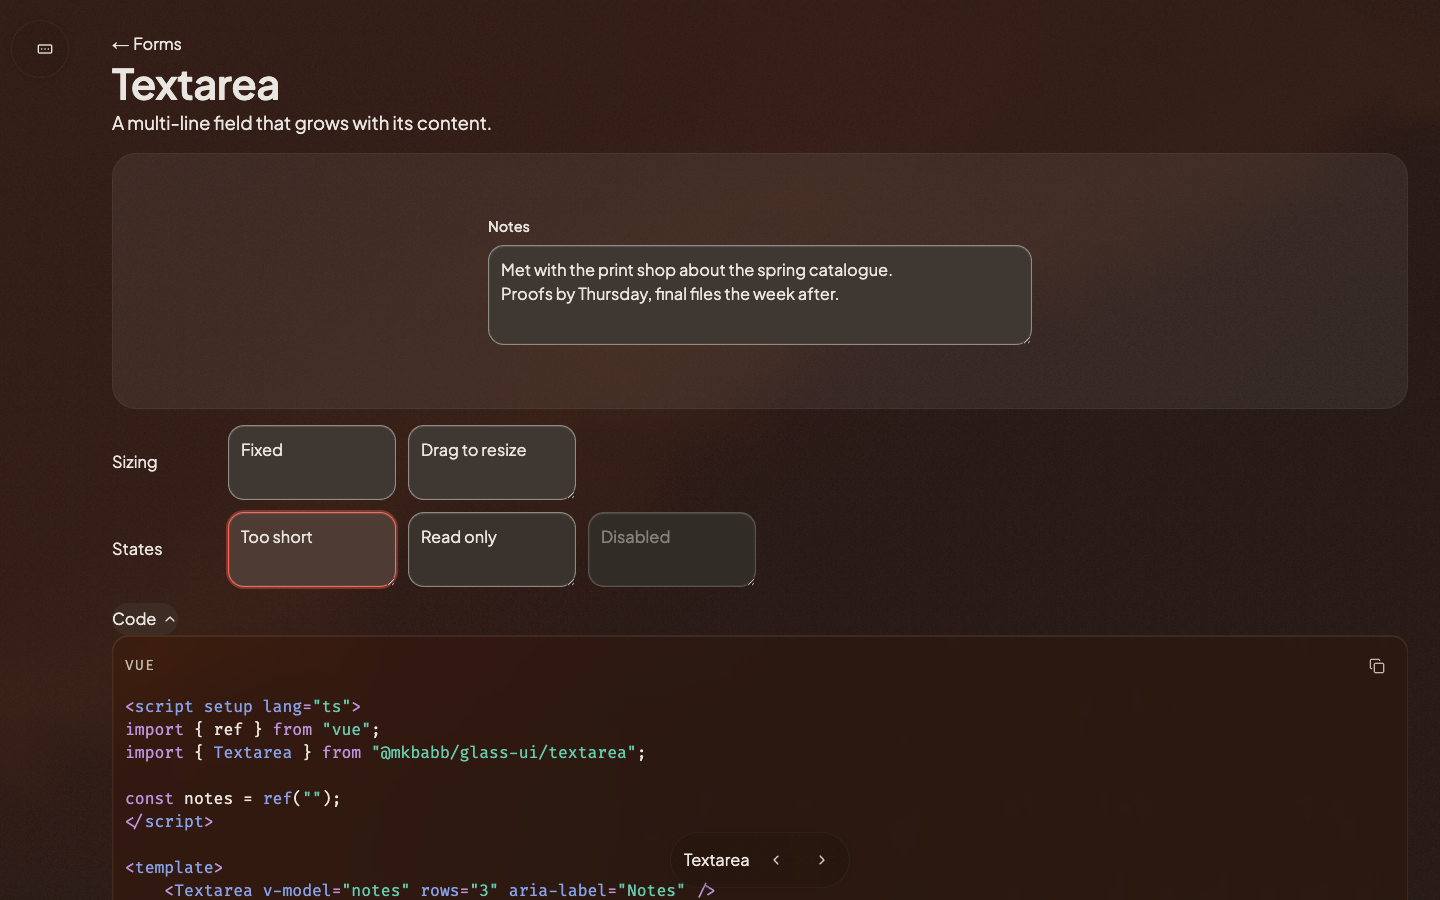 ← Forms
Textarea
A multi-line field that grows with its content.
Notes
Met with the print shop about the spring catalogue.
Proofs by Thursday, final files the week after.
Sizing
Fixed
Drag to resize
States
Too short
Read only
Disabled
Code
VUE
<script setup lang="ts">
import { ref } from "vue";
import { Textarea } from "@mkbabb/glass-ui/textarea";
const notes = ref("");
</script>
<template>
<Textarea v-model="notes" rows="3" aria-label="Notes" />
Textarea